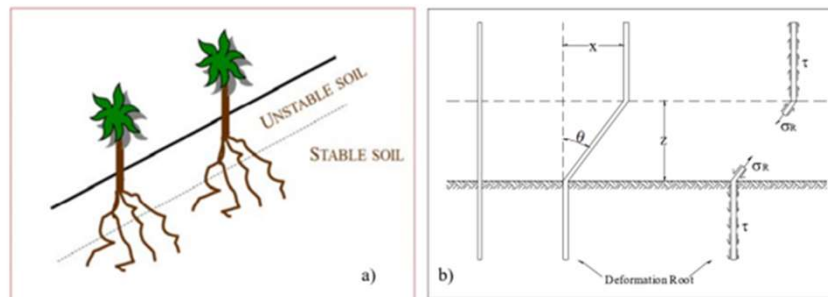 UNSTABLE SOIL
STABLE SOIL
a)
b)
x
θ
z
τ
σR
σR
τ
Deformation Root